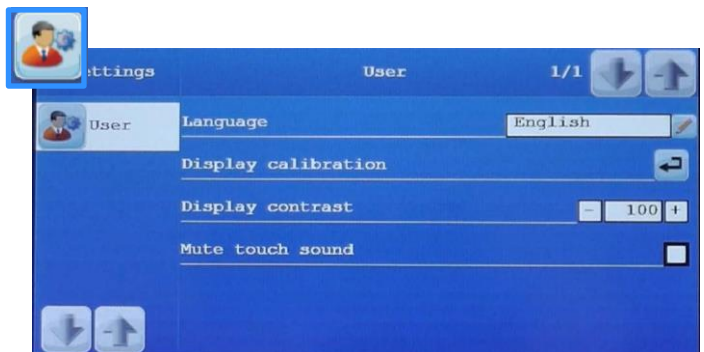 ettings User 1/1
User
Language English
Display calibration
Display contrast - 100 +
Mute touch sound